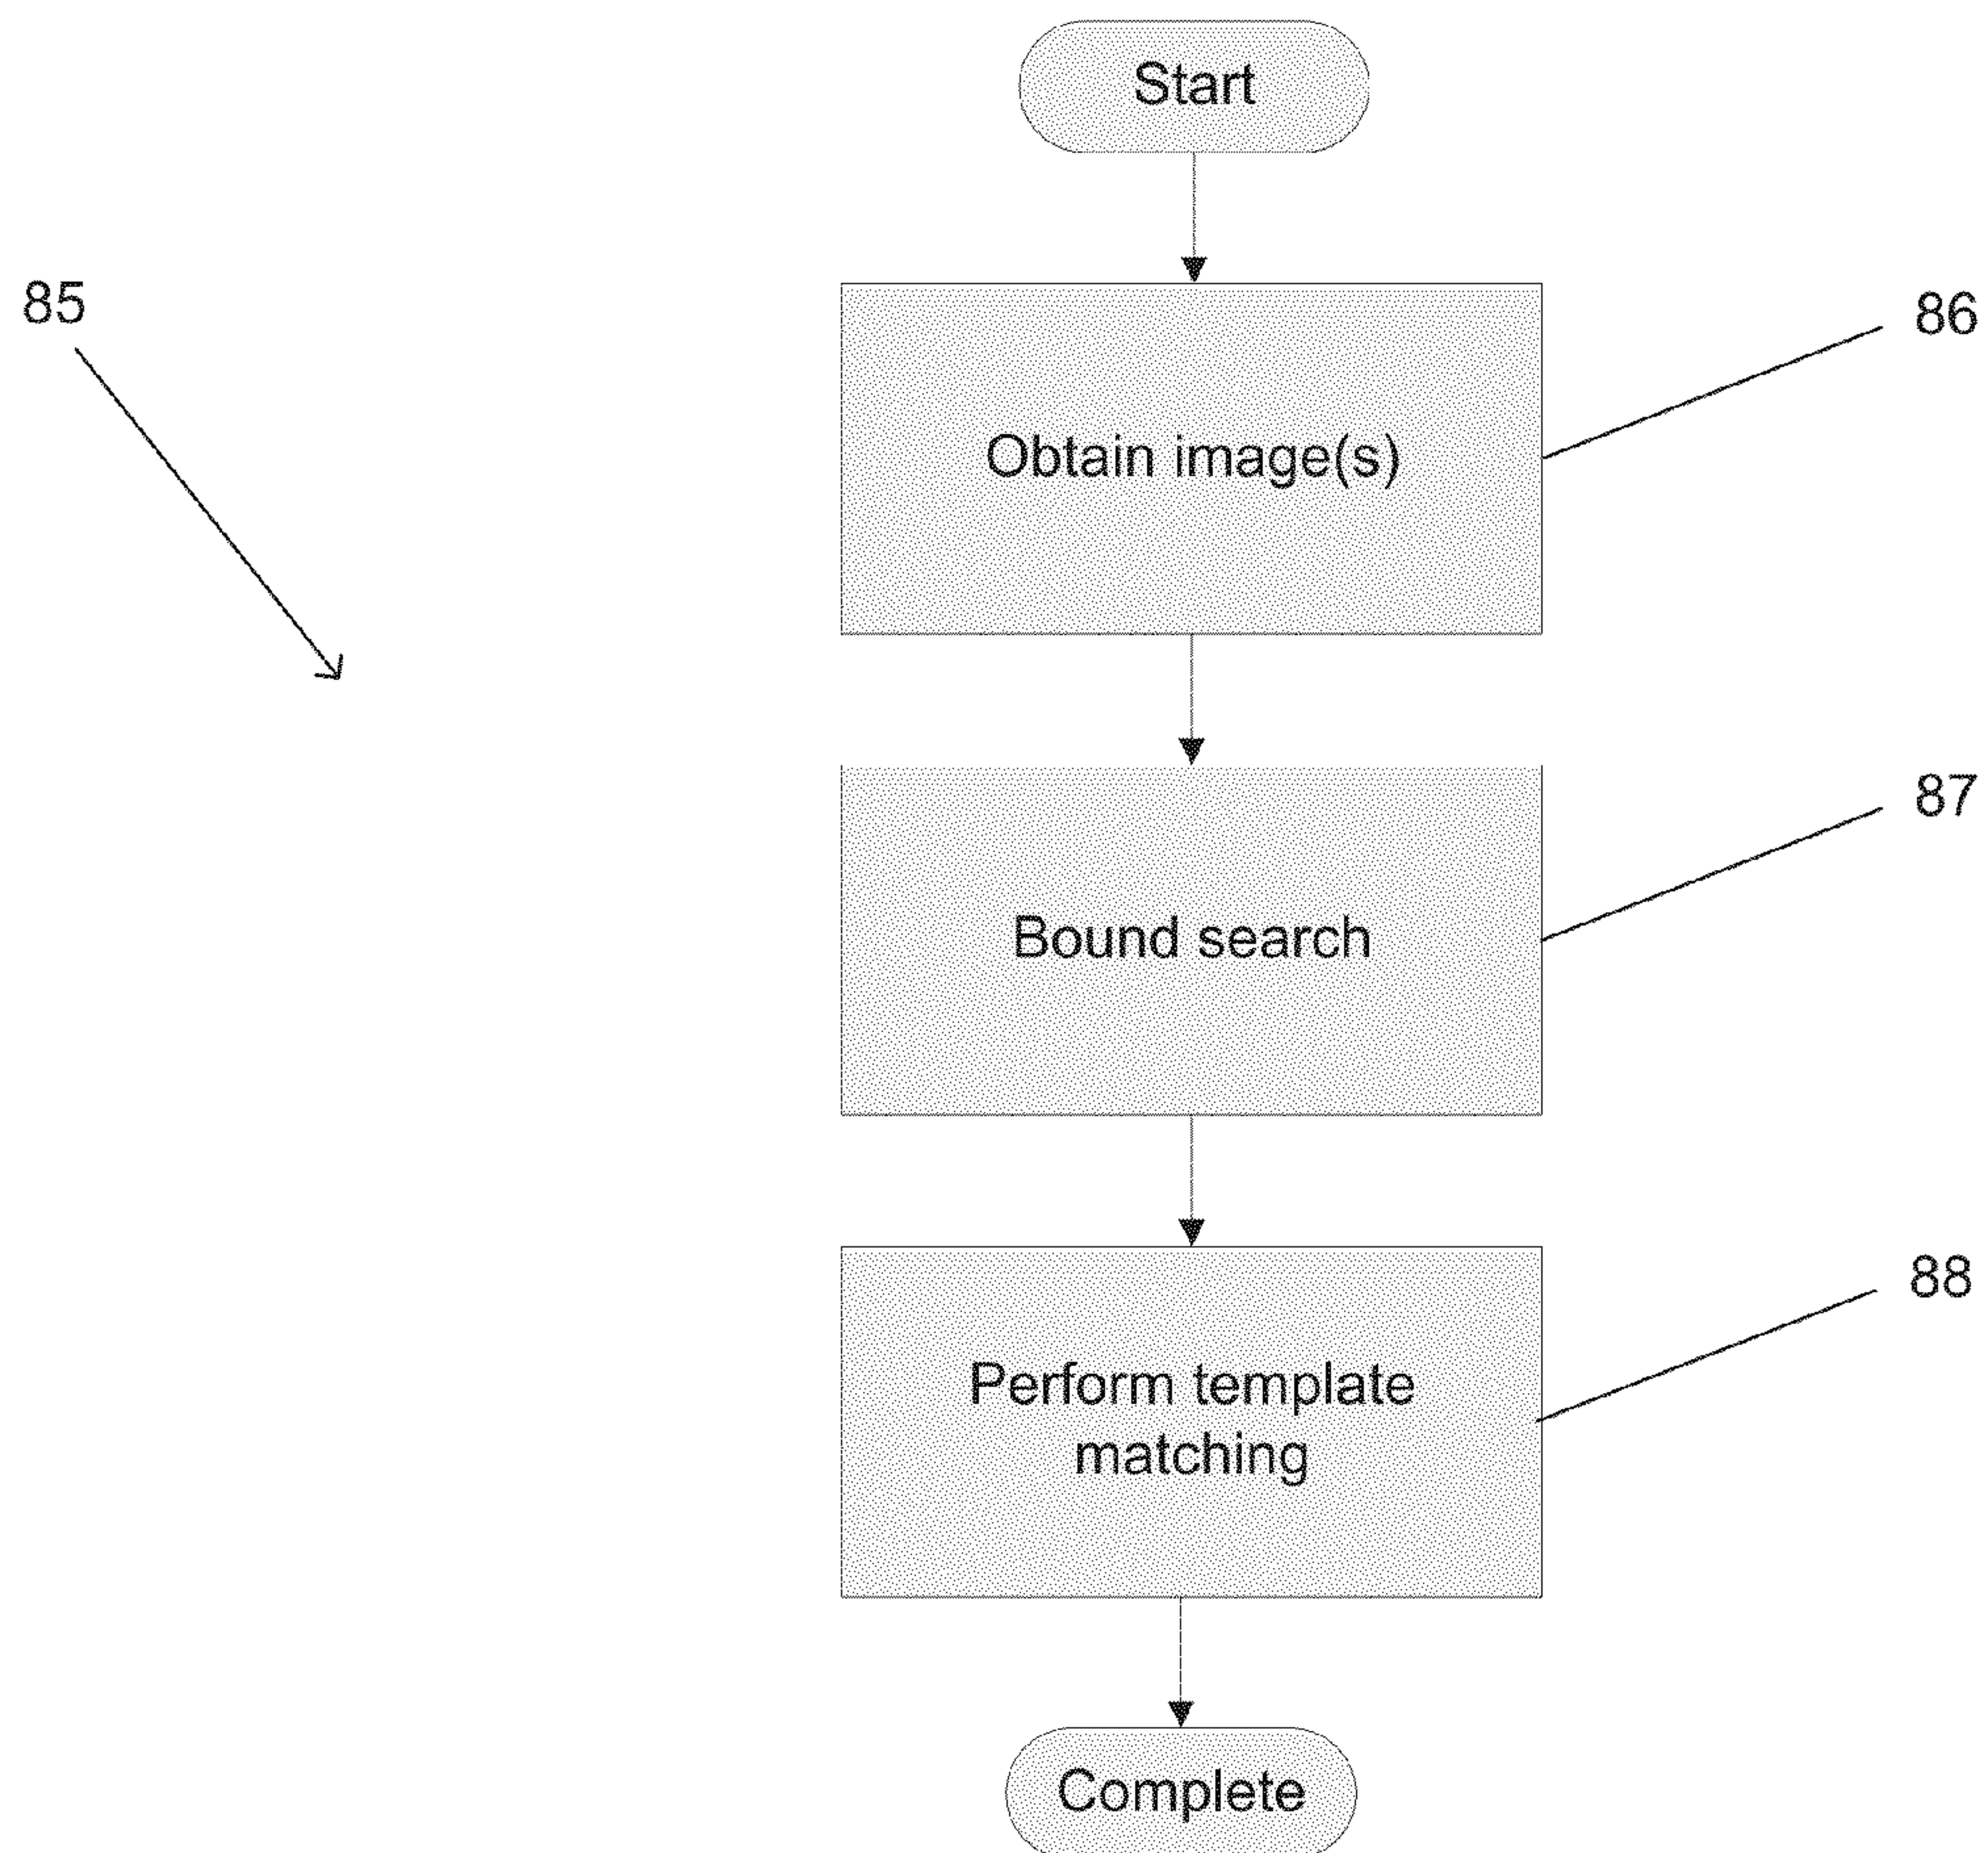 Start
85
86
Obtain image(s)
87
Bound search
88
Perform template
matching
Complete